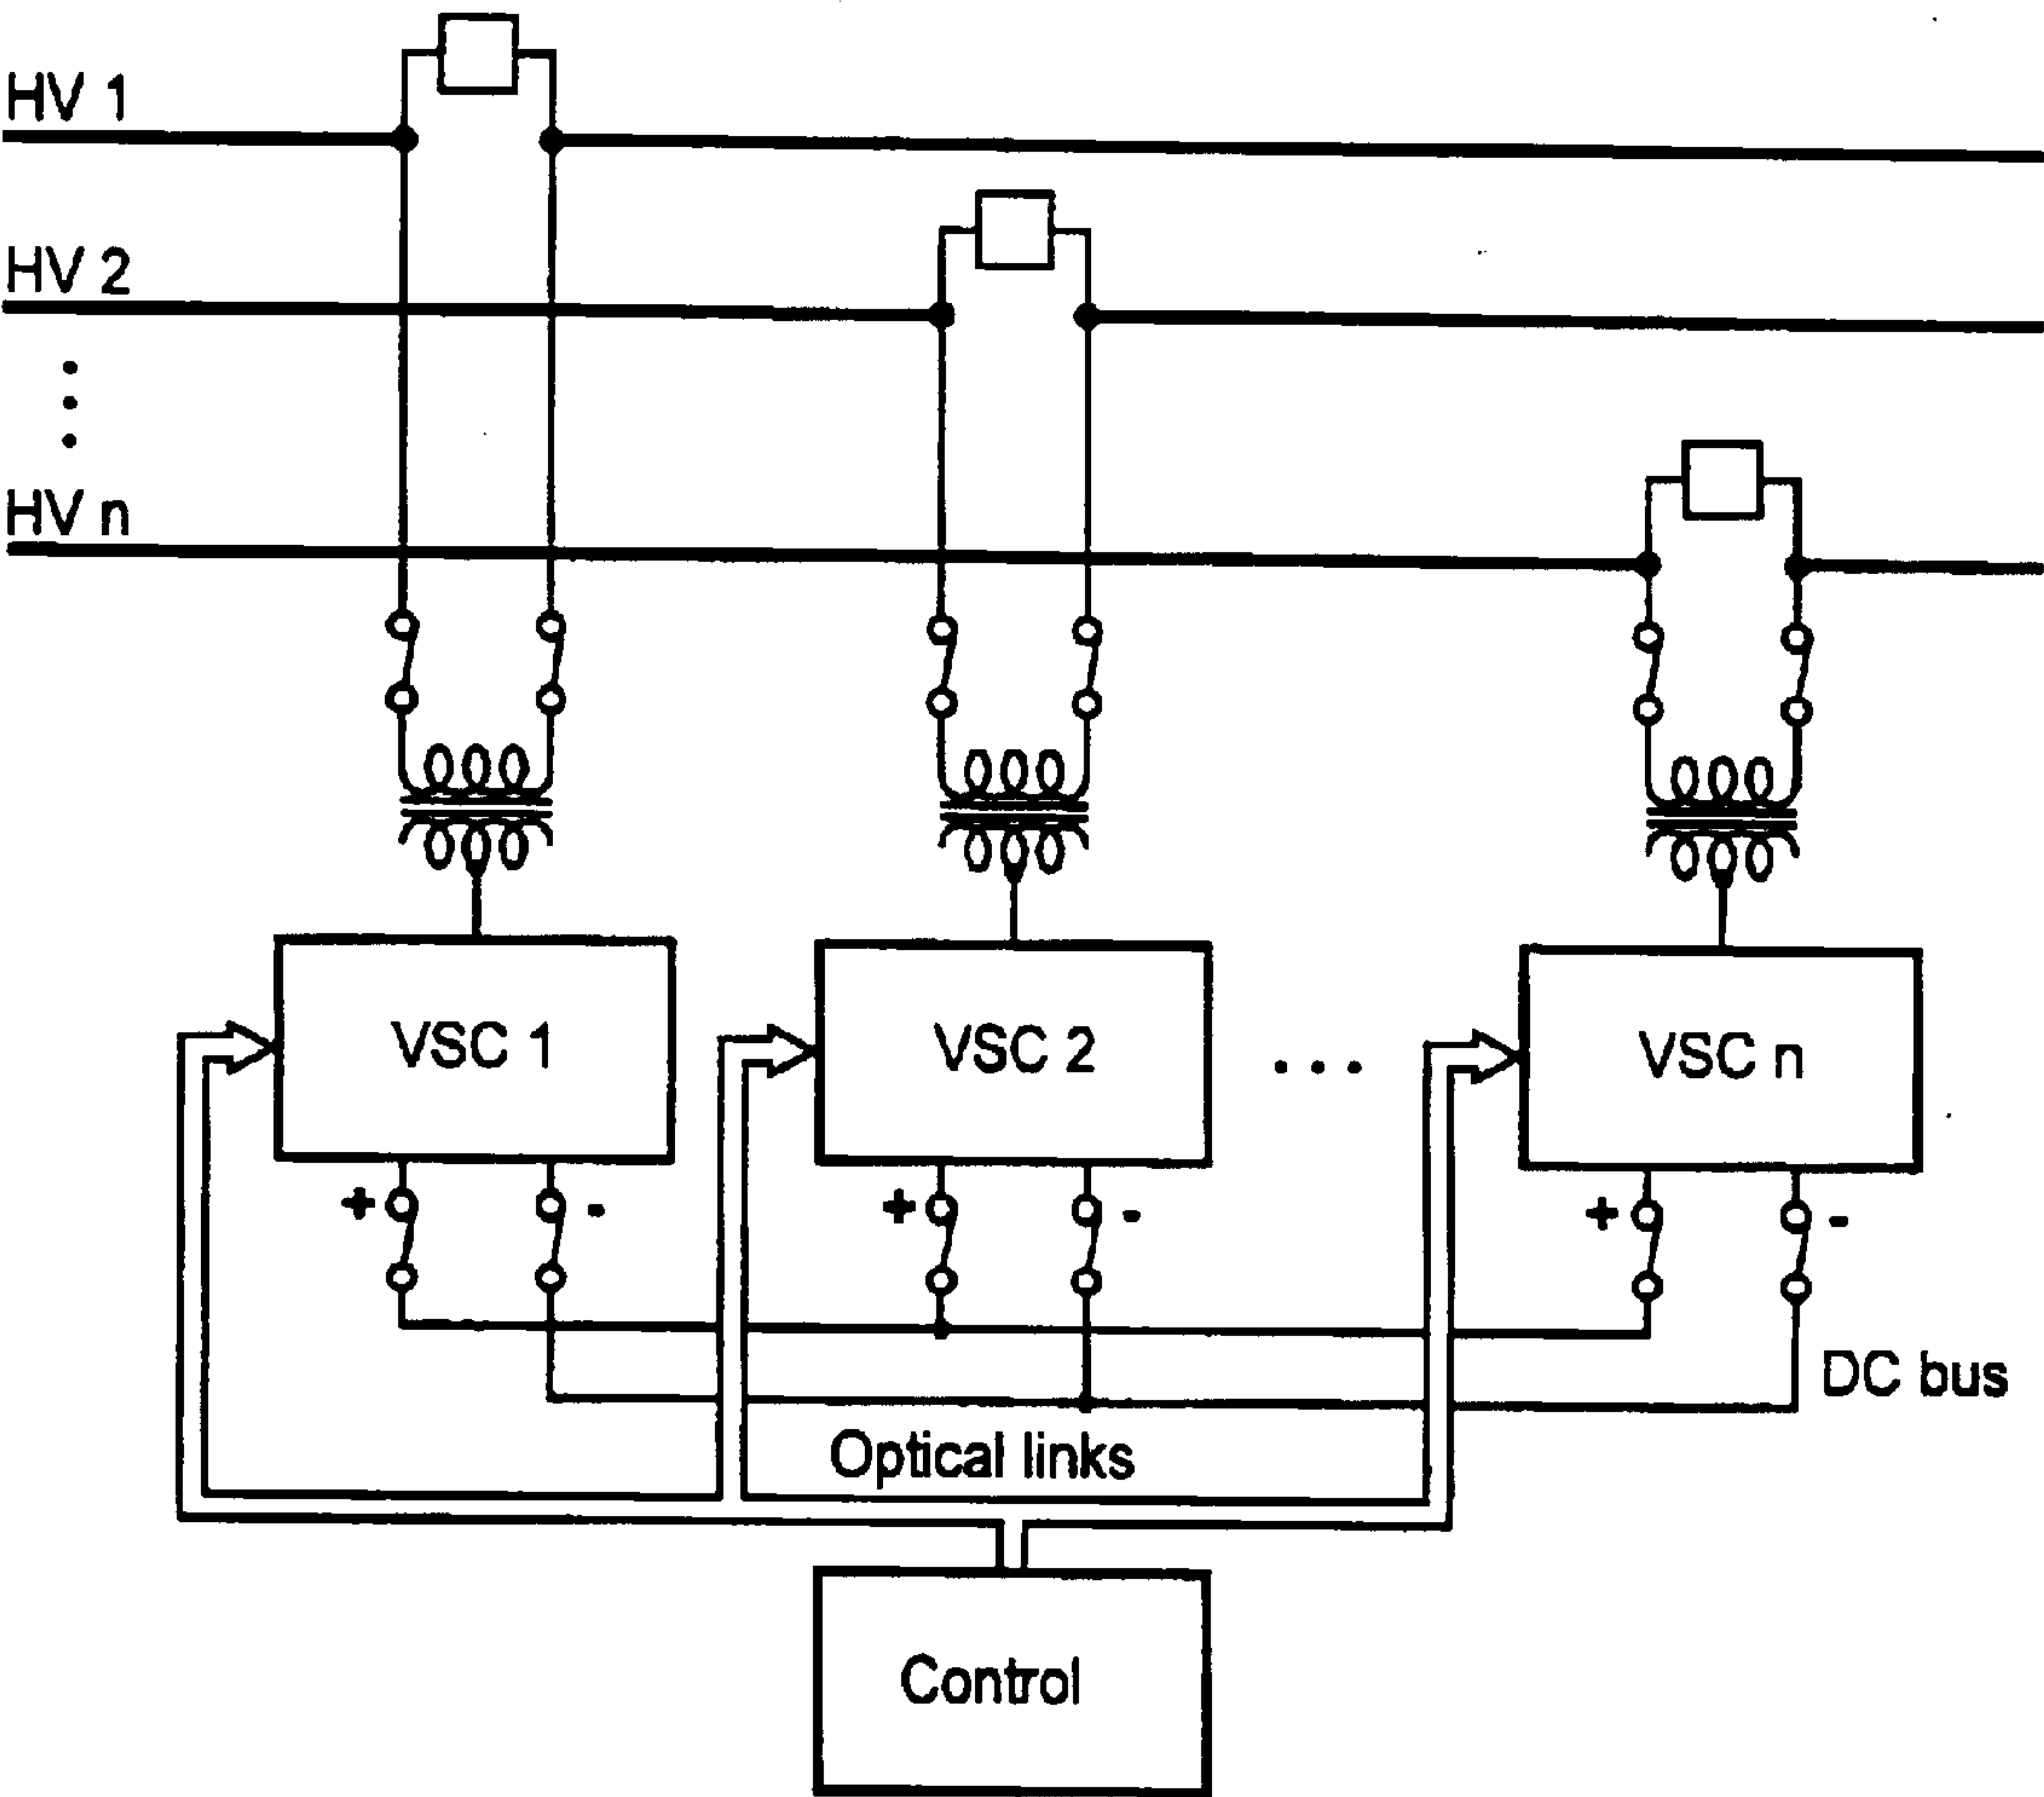 HV 1
HV 2
HV n
VSC 1
VSC 2
...
VSC n
+
-
+
-
+
-
DC bus
Optical links
Control